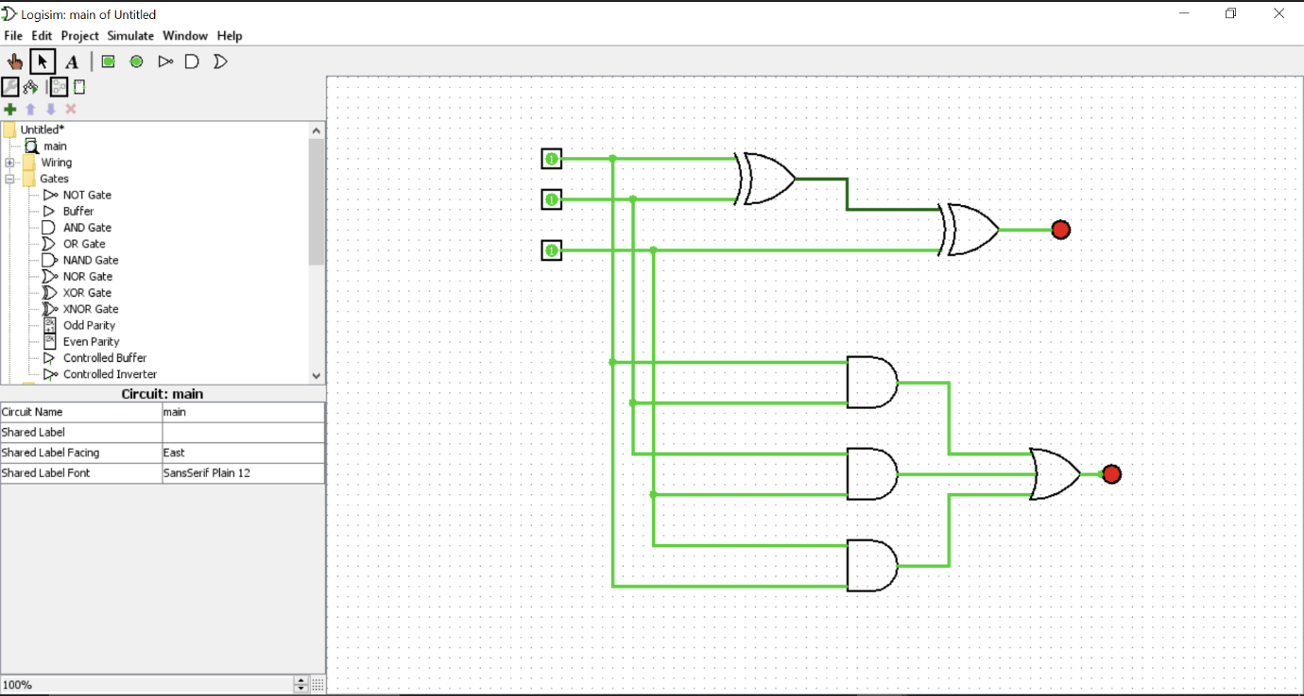 Logisim: main of Untitled
File Edit Project Simulate Window Help
A
Untitled*
main
Wiring
Gates
NOT Gate
Buffer
AND Gate
OR Gate
NAND Gate
NOR Gate
XOR Gate
XNOR Gate
Odd Parity
Even Parity
Controlled Buffer
Controlled Inverter
Circuit: main
Circuit Name main
Shared Label
Shared Label Facing East
Shared Label Font SansSerif Plain 12
100%
1
1
1